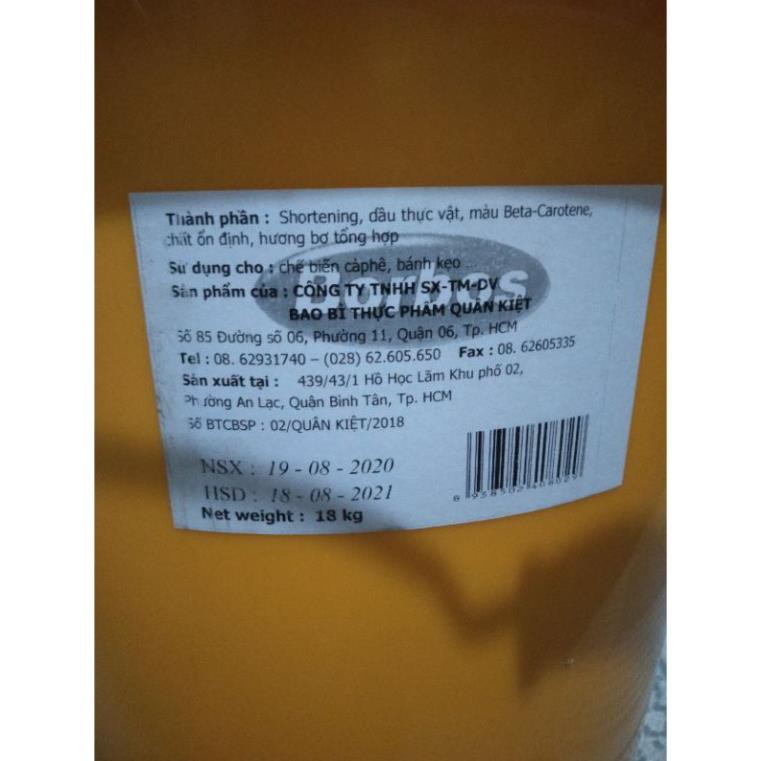 Thành phần : Shortening, dầu thực vật, màu Beta-Carotene,
chất ổn định, hương bơ tổng hợp
Sử dụng cho : chế biến càphê, bánh kẹo ...
Sản phẩm của : CÔNG TY TNHH SX-TM-DV
BAO BÌ THỰC PHẨM QUÂN KIỆT
Borbos
Số 85 Đường số 06, Phường 11, Quận 06, Tp. HCM
Tel : 08. 62931740 – (028) 62.605.650 Fax : 08. 62605335
Sản xuất tại : 439/43/1 Hồ Học Lãm Khu phố 02,
Phường An Lạc, Quận Bình Tân, Tp. HCM
Số BTCBSP : 02/QUÂN KIỆT/2018
NSX : 19 - 08 - 2020
HSD : 18 - 08 - 2021
Net weight : 18 kg